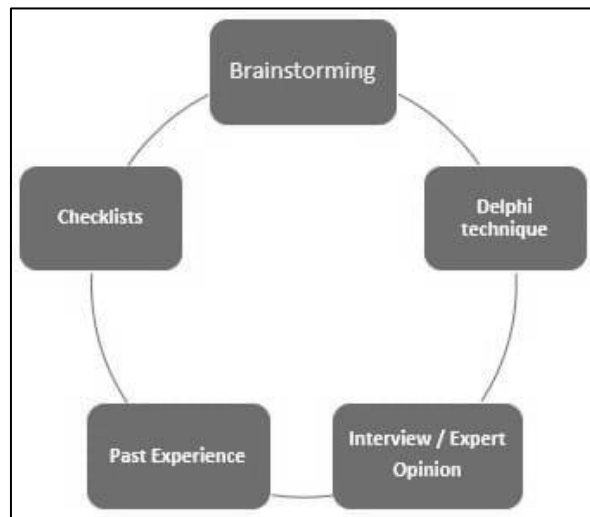 Brainstorming
Delphi
technique
Interview / Expert
Opinion
Past Experience
Checklists